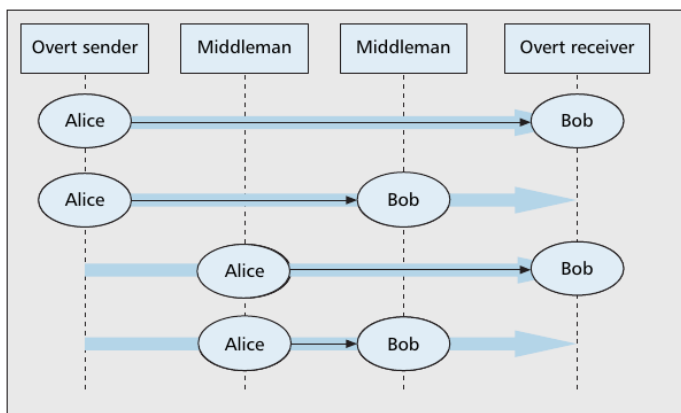 Overt sender
Middleman
Middleman
Overt receiver
Alice
Bob
Alice
Bob
Alice
Bob
Alice
Bob